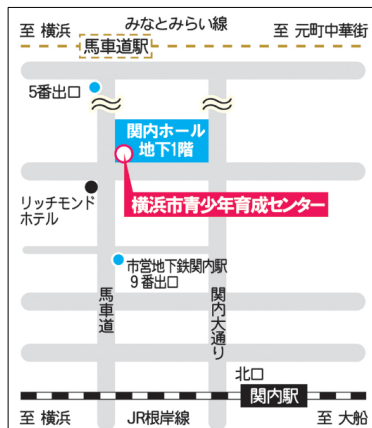 みなとみらい線
至 横浜
至 元町中華街
馬車道駅
5番出口
関内ホール
地下1階
横浜市青少年育成センター
リッチモンド
ホテル
市営地下鉄関内駅
9番出口
馬車道
関内大通り
北口
関内駅
至 横浜
JR根岸線
至 大船